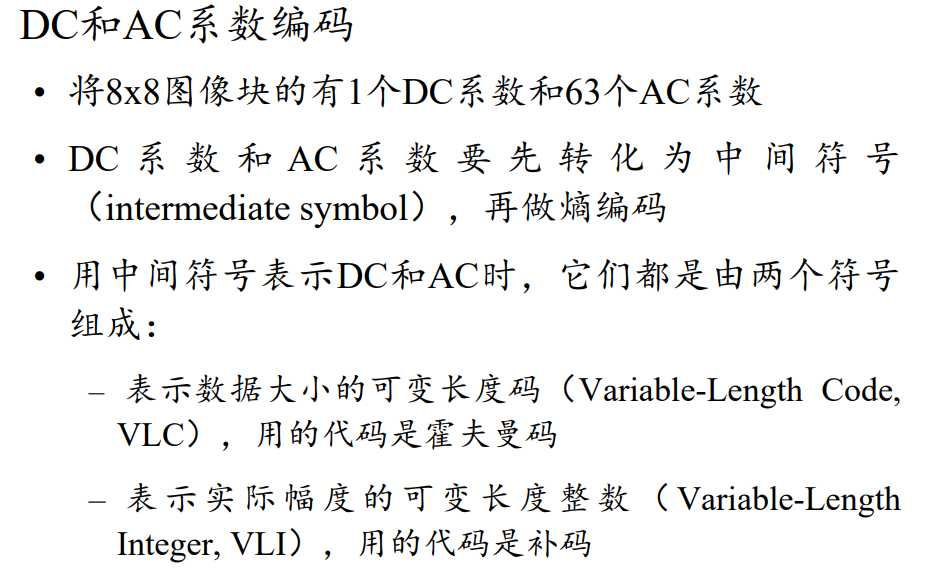 DC和AC系数编码
• 将8x8图像块的有1个DC系数和63个AC系数
• DC系数和AC系数要先转化为中间符号
（intermediate symbol），再做熵编码
• 用中间符号表示DC和AC时，它们都是由两个符号
组成：
– 表示数据大小的可变长度码（Variable-Length Code,
VLC），用的代码是霍夫曼码
– 表示实际幅度的可变长度整数（Variable-Length
Integer, VLI），用的代码是补码